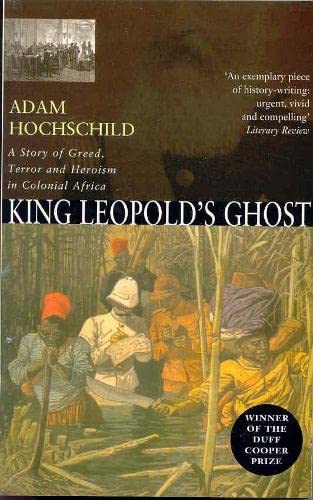 'An exemplary piece
of history-writing:
urgent, vivid
and compelling'
Literary Review
ADAM
HOCHSCHILD
A Story of Greed,
Terror and Heroism
in Colonial Africa
KING LEOPOLD'S GHOST
WINNER
OF THE
DUFF
COOPER
PRIZE